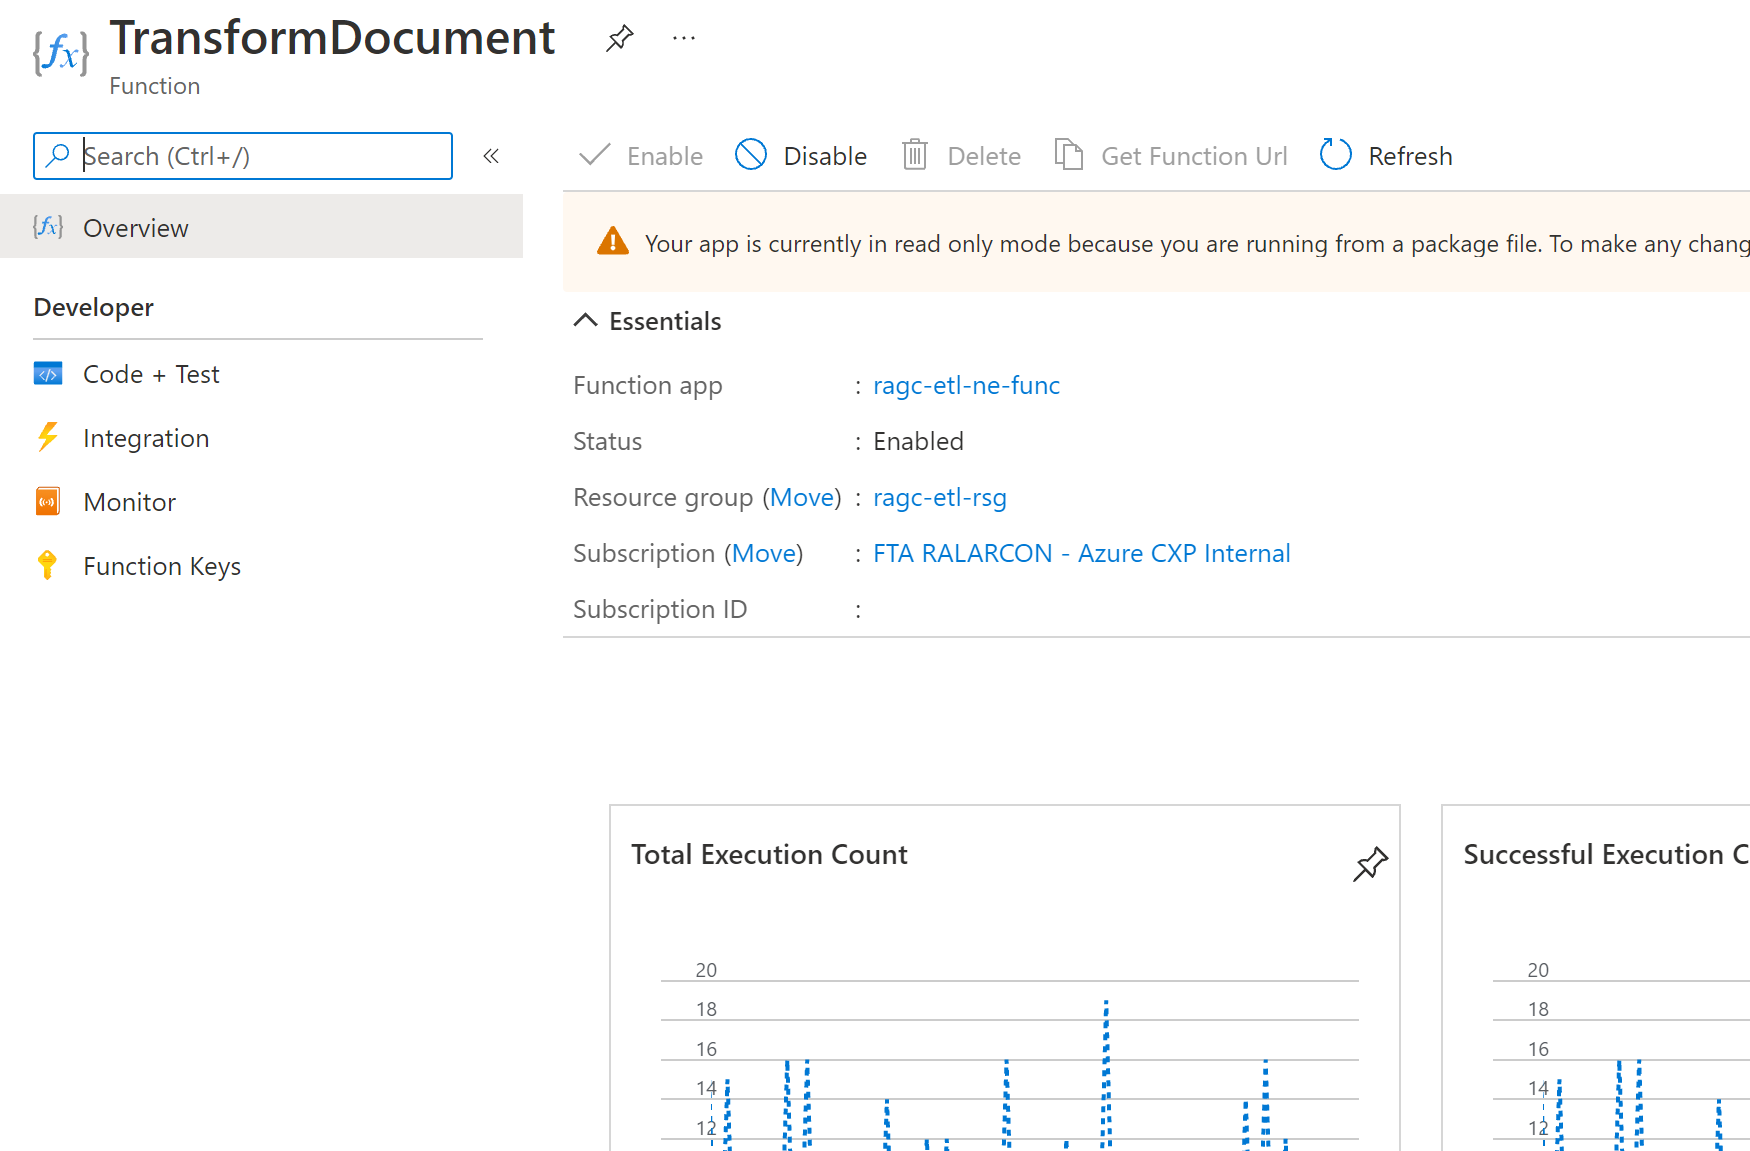 TransformDocument
...
Function
Search (Ctrl+/)
«
Enable
Disable
Delete
Get Function Url
Refresh
Overview
Developer
Code + Test
Integration
Monitor
Function Keys
Your app is currently in read only mode because you are running from a package file. To make any chang
Essentials
Function app : ragc-etl-ne-func
Status : Enabled
Resource group (Move) : ragc-etl-rsg
Subscription (Move) : FTA RALARCON - Azure CXP Internal
Subscription ID :
Total Execution Count
20
18
16
14
12
Successful Execution C
20
18
16
14
12